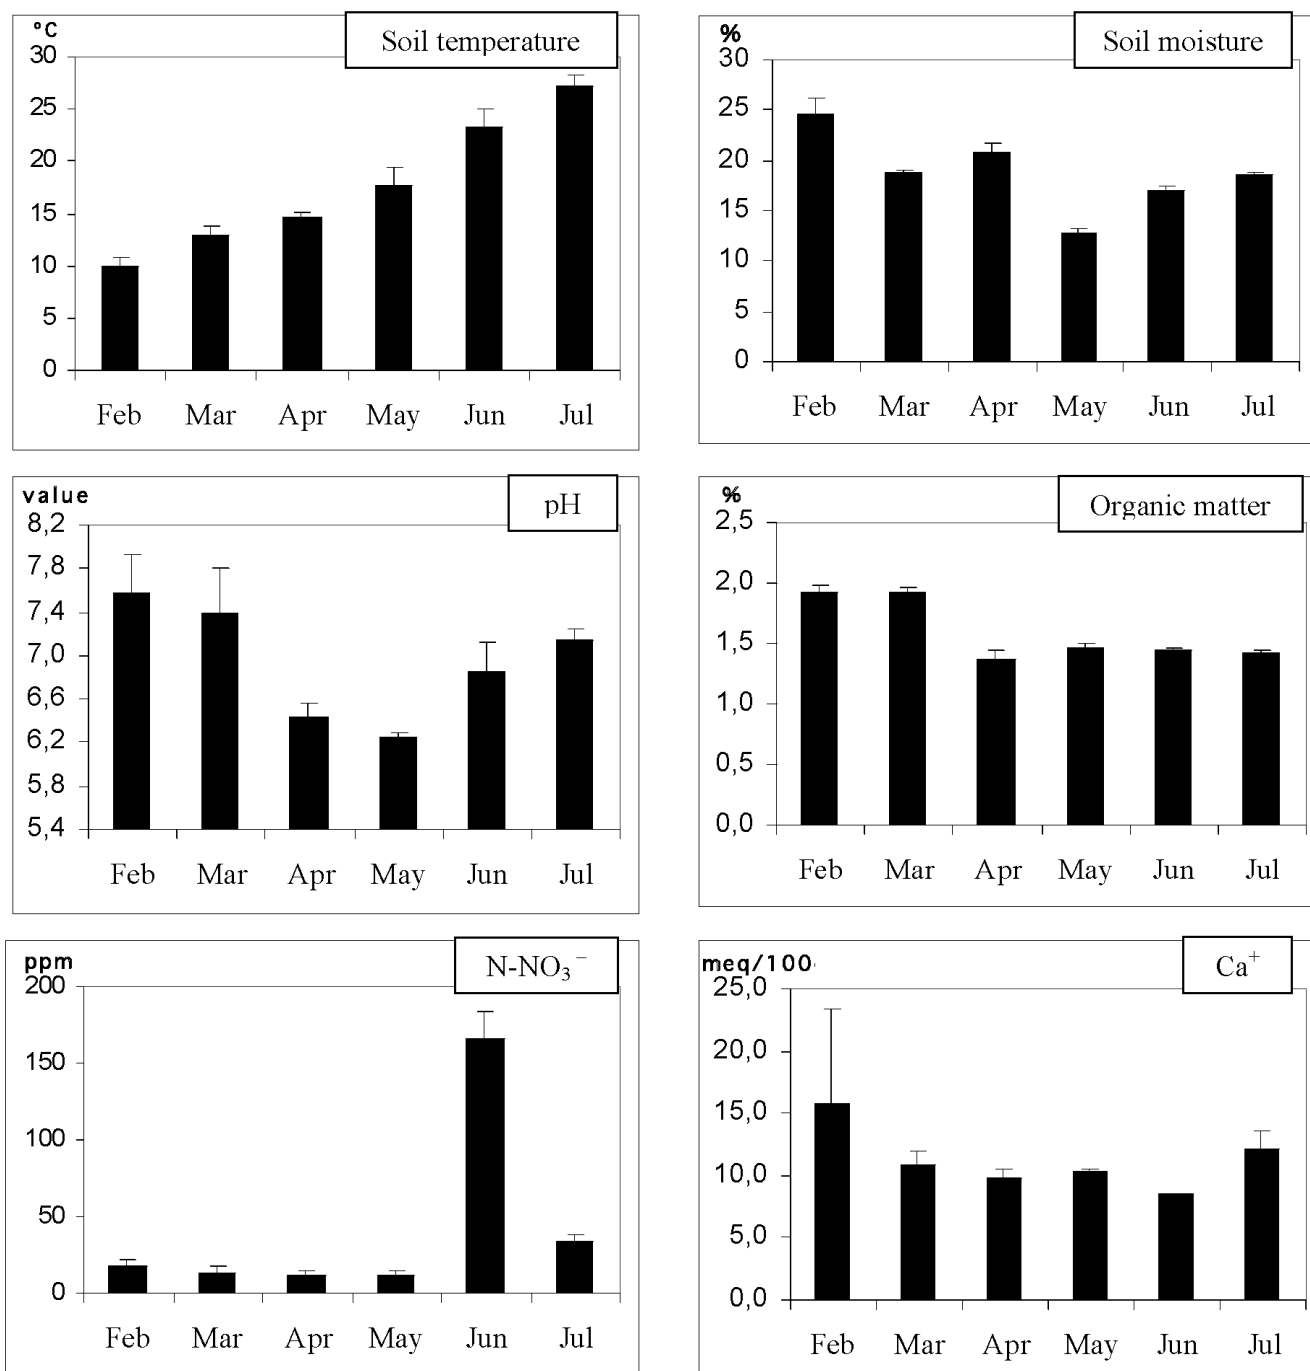 °C
Soil temperature
30
25
20
15
10
5
0
Feb Mar Apr May Jun Jul
%
Soil moisture
30
25
20
15
10
5
0
Feb Mar Apr May Jun Jul
value
pH
8,2
7,8
7,4
7,0
6,6
6,2
5,8
5,4
Feb Mar Apr May Jun Jul
%
Organic matter
2,5
2,0
1,5
1,0
0,5
0,0
Feb Mar Apr May Jun Jul
ppm
N-NO₃⁻
200
150
100
50
0
Feb Mar Apr May Jun Jul
meq/100
Ca⁺
25,0
20,0
15,0
10,0
5,0
0,0
Feb Mar Apr May Jun Jul